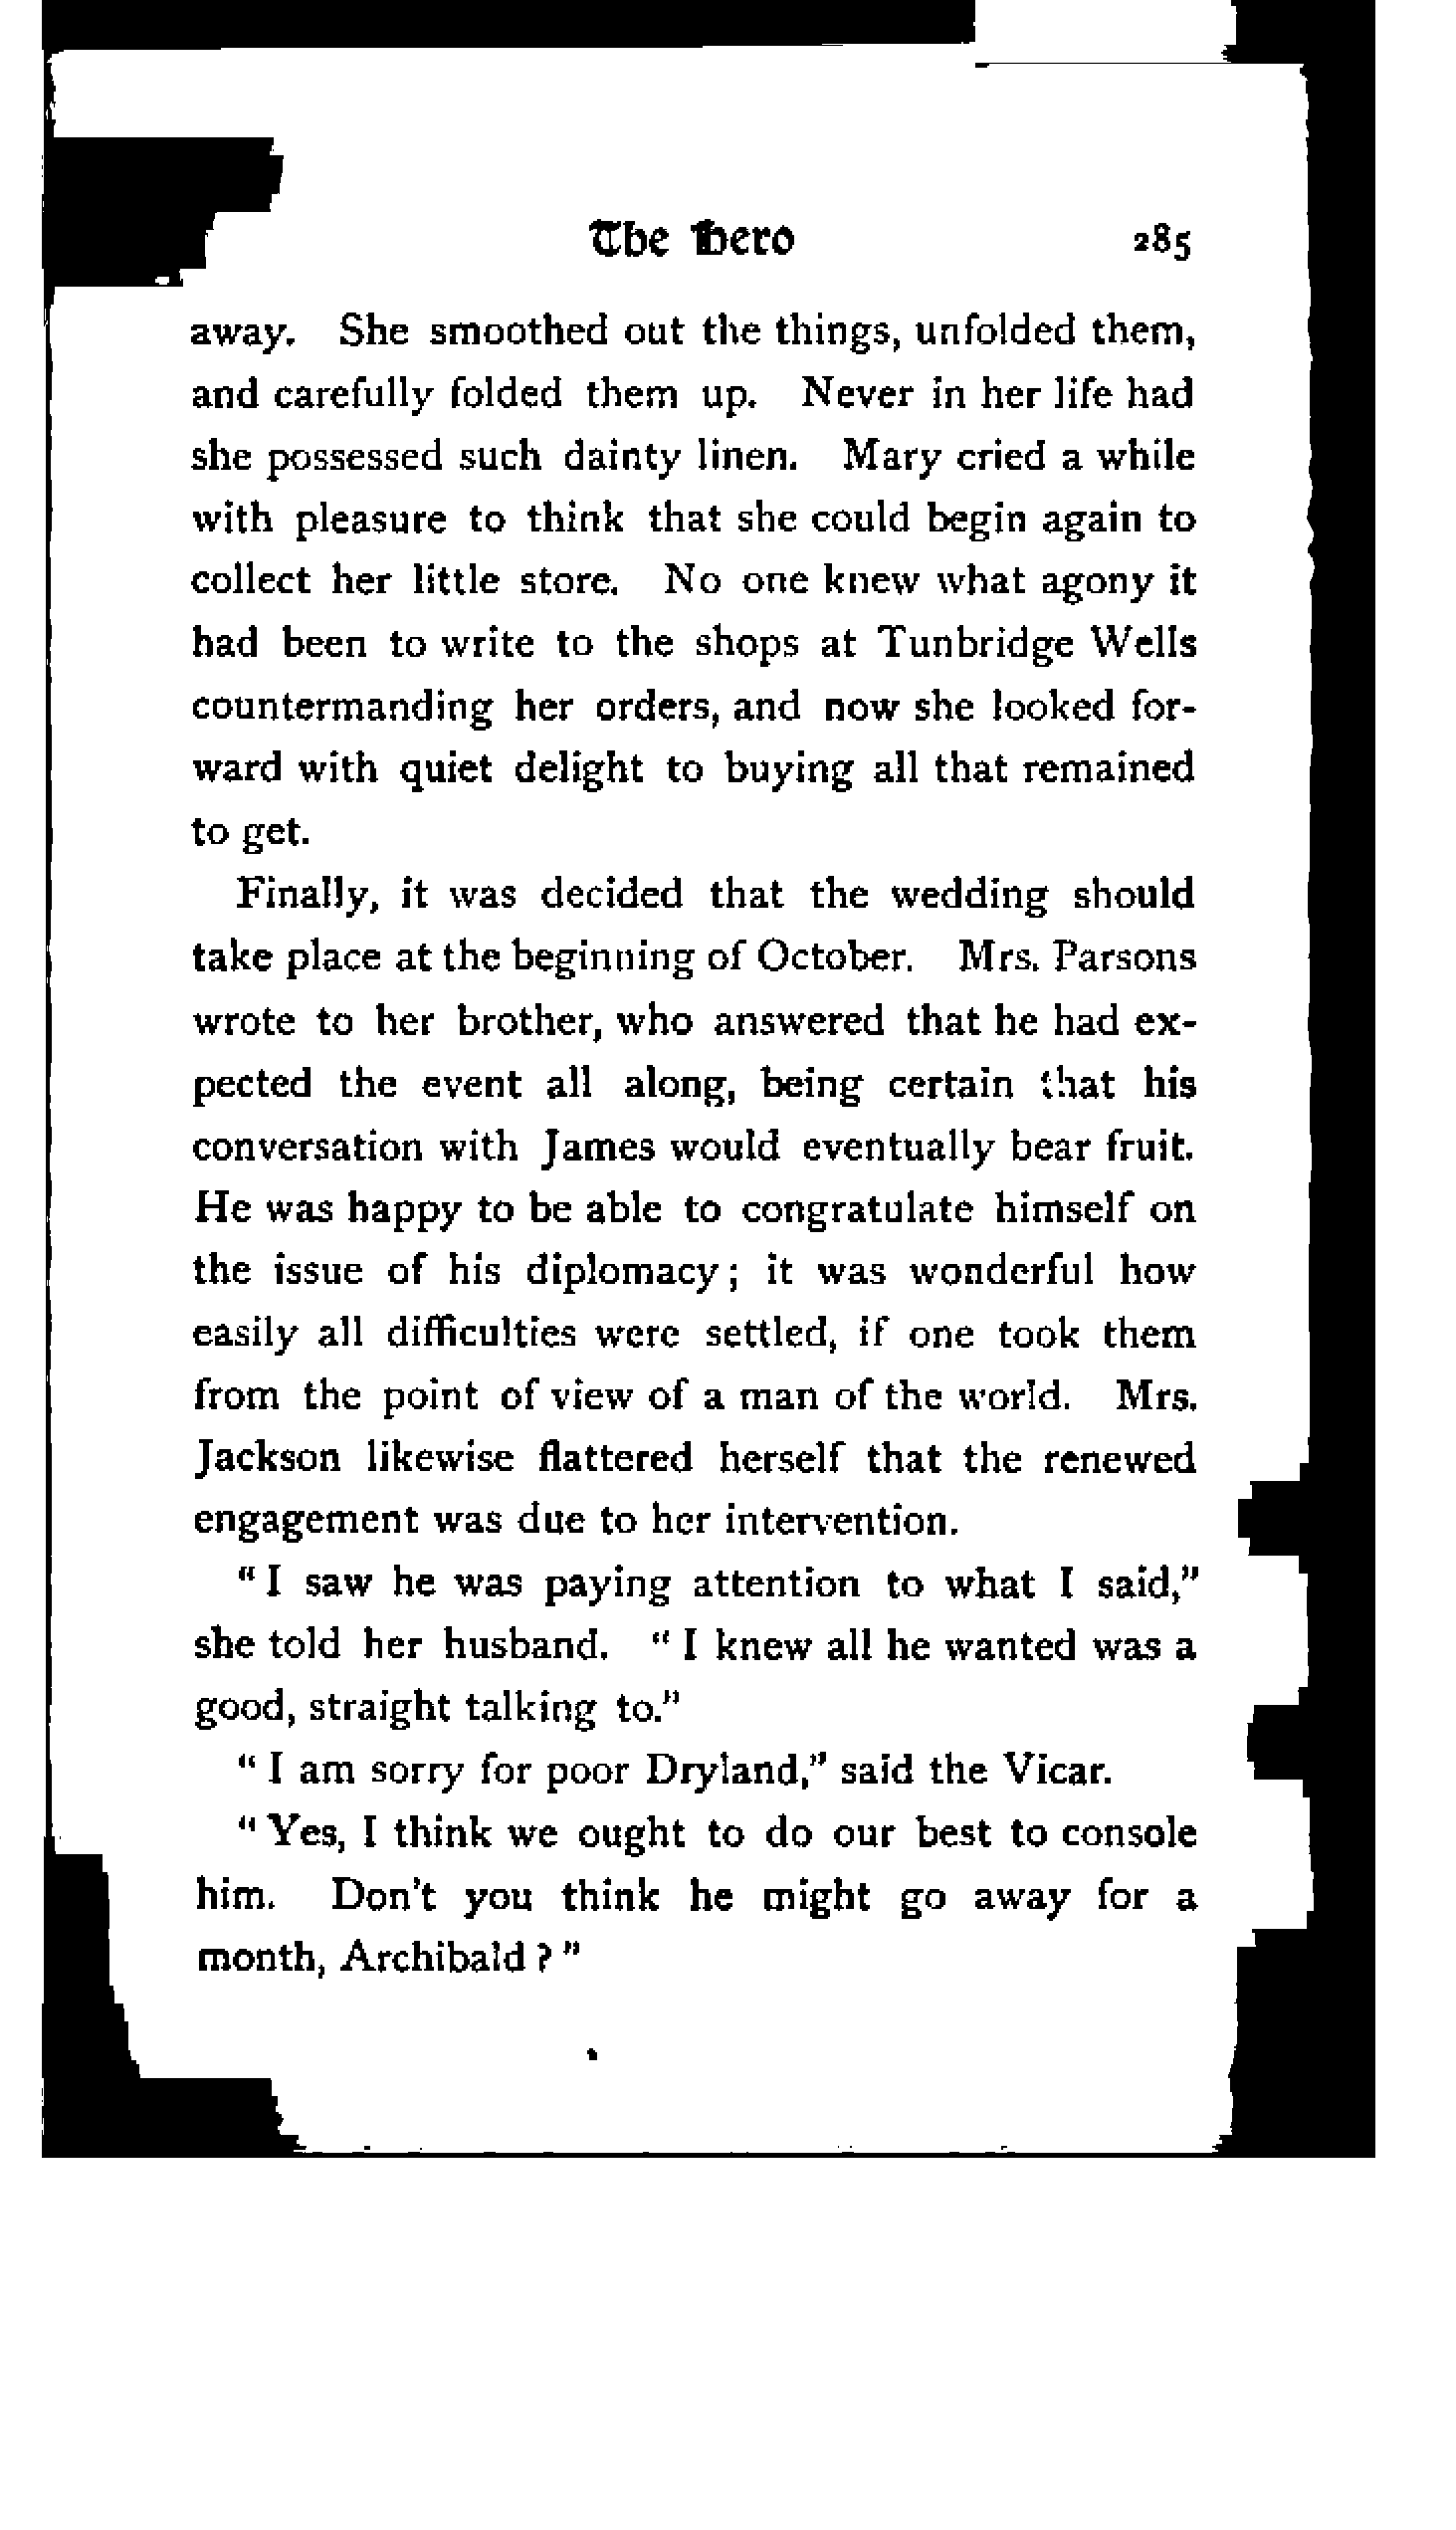 The Hero 285
away. She smoothed out the things, unfolded them,
and carefully folded them up. Never in her life had
she possessed such dainty linen. Mary cried a while
with pleasure to think that she could begin again to
collect her little store. No one knew what agony it
had been to write to the shops at Tunbridge Wells
countermanding her orders, and now she looked for-
ward with quiet delight to buying all that remained
to get.
Finally, it was decided that the wedding should
take place at the beginning of October. Mrs. Parsons
wrote to her brother, who answered that he had ex-
pected the event all along, being certain that his
conversation with James would eventually bear fruit.
He was happy to be able to congratulate himself on
the issue of his diplomacy; it was wonderful how
easily all difficulties were settled, if one took them
from the point of view of a man of the world. Mrs.
Jackson likewise flattered herself that the renewed
engagement was due to her intervention.
"I saw he was paying attention to what I said,"
she told her husband. "I knew all he wanted was a
good, straight talking to."
"I am sorry for poor Dryland," said the Vicar.
"Yes, I think we ought to do our best to console
him. Don't you think he might go away for a
month, Archibald?"